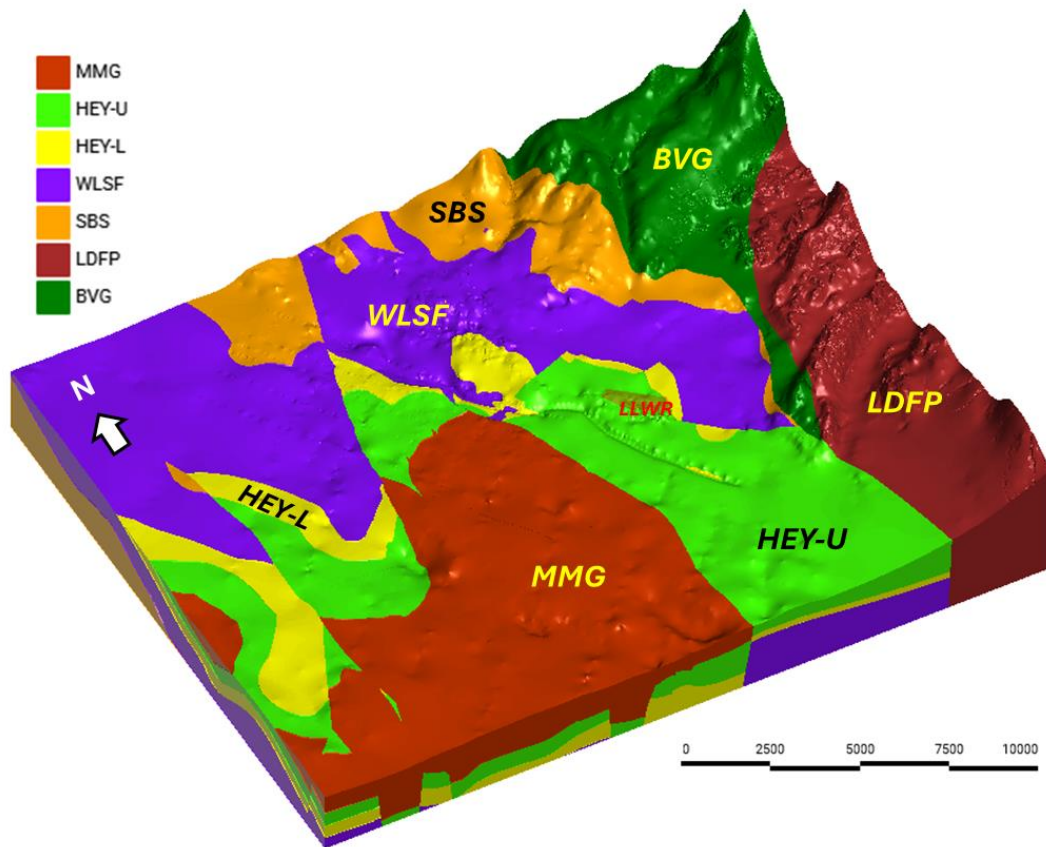 MMG
HEY-U
HEY-L
WLSF
SBS
LDFP
BVG
BVG
SBS
WLSF
LDFP
N
LLWR
HEY-L
HEY-U
MMG
0 2500 5000 7500 10000